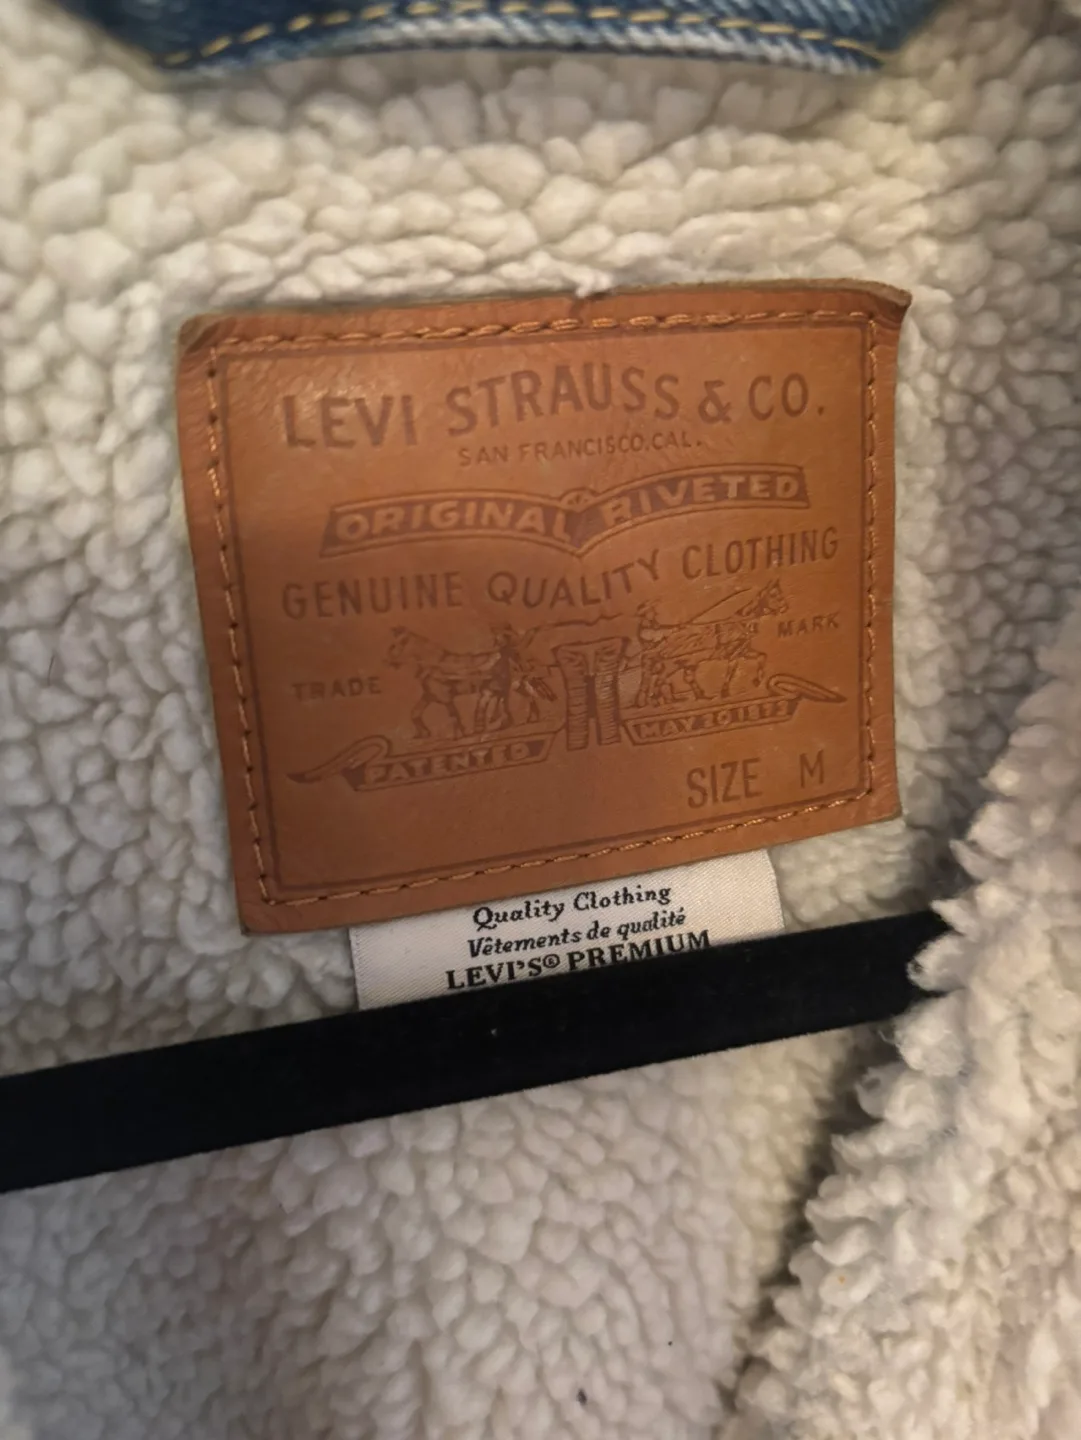 LEVI STRAUSS & CO.
SAN FRANCISCO.CAL.
ORIGINAL RIVETED
GENUINE QUALITY CLOTHING
TRADE MARK
PATENTED MAY 20 1873
SIZE M
Quality Clothing
Vêtements de qualité
LEVI'S® PREMIUM